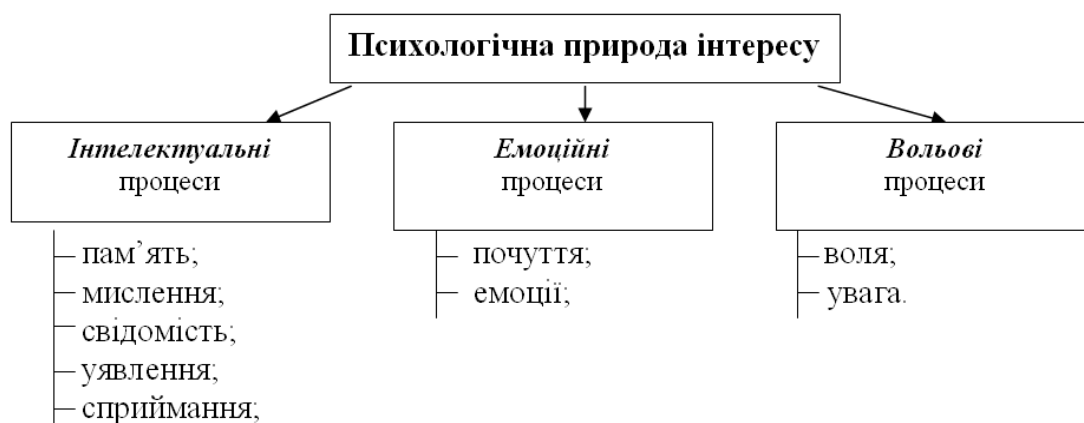 Психологічна природа інтересу
Інтелектуальні
процеси
пам’ять;
мислення;
свідомість;
уявлення;
сприймання;
Емоційні
процеси
почуття;
емоції;
Вольові
процеси
воля;
увага.